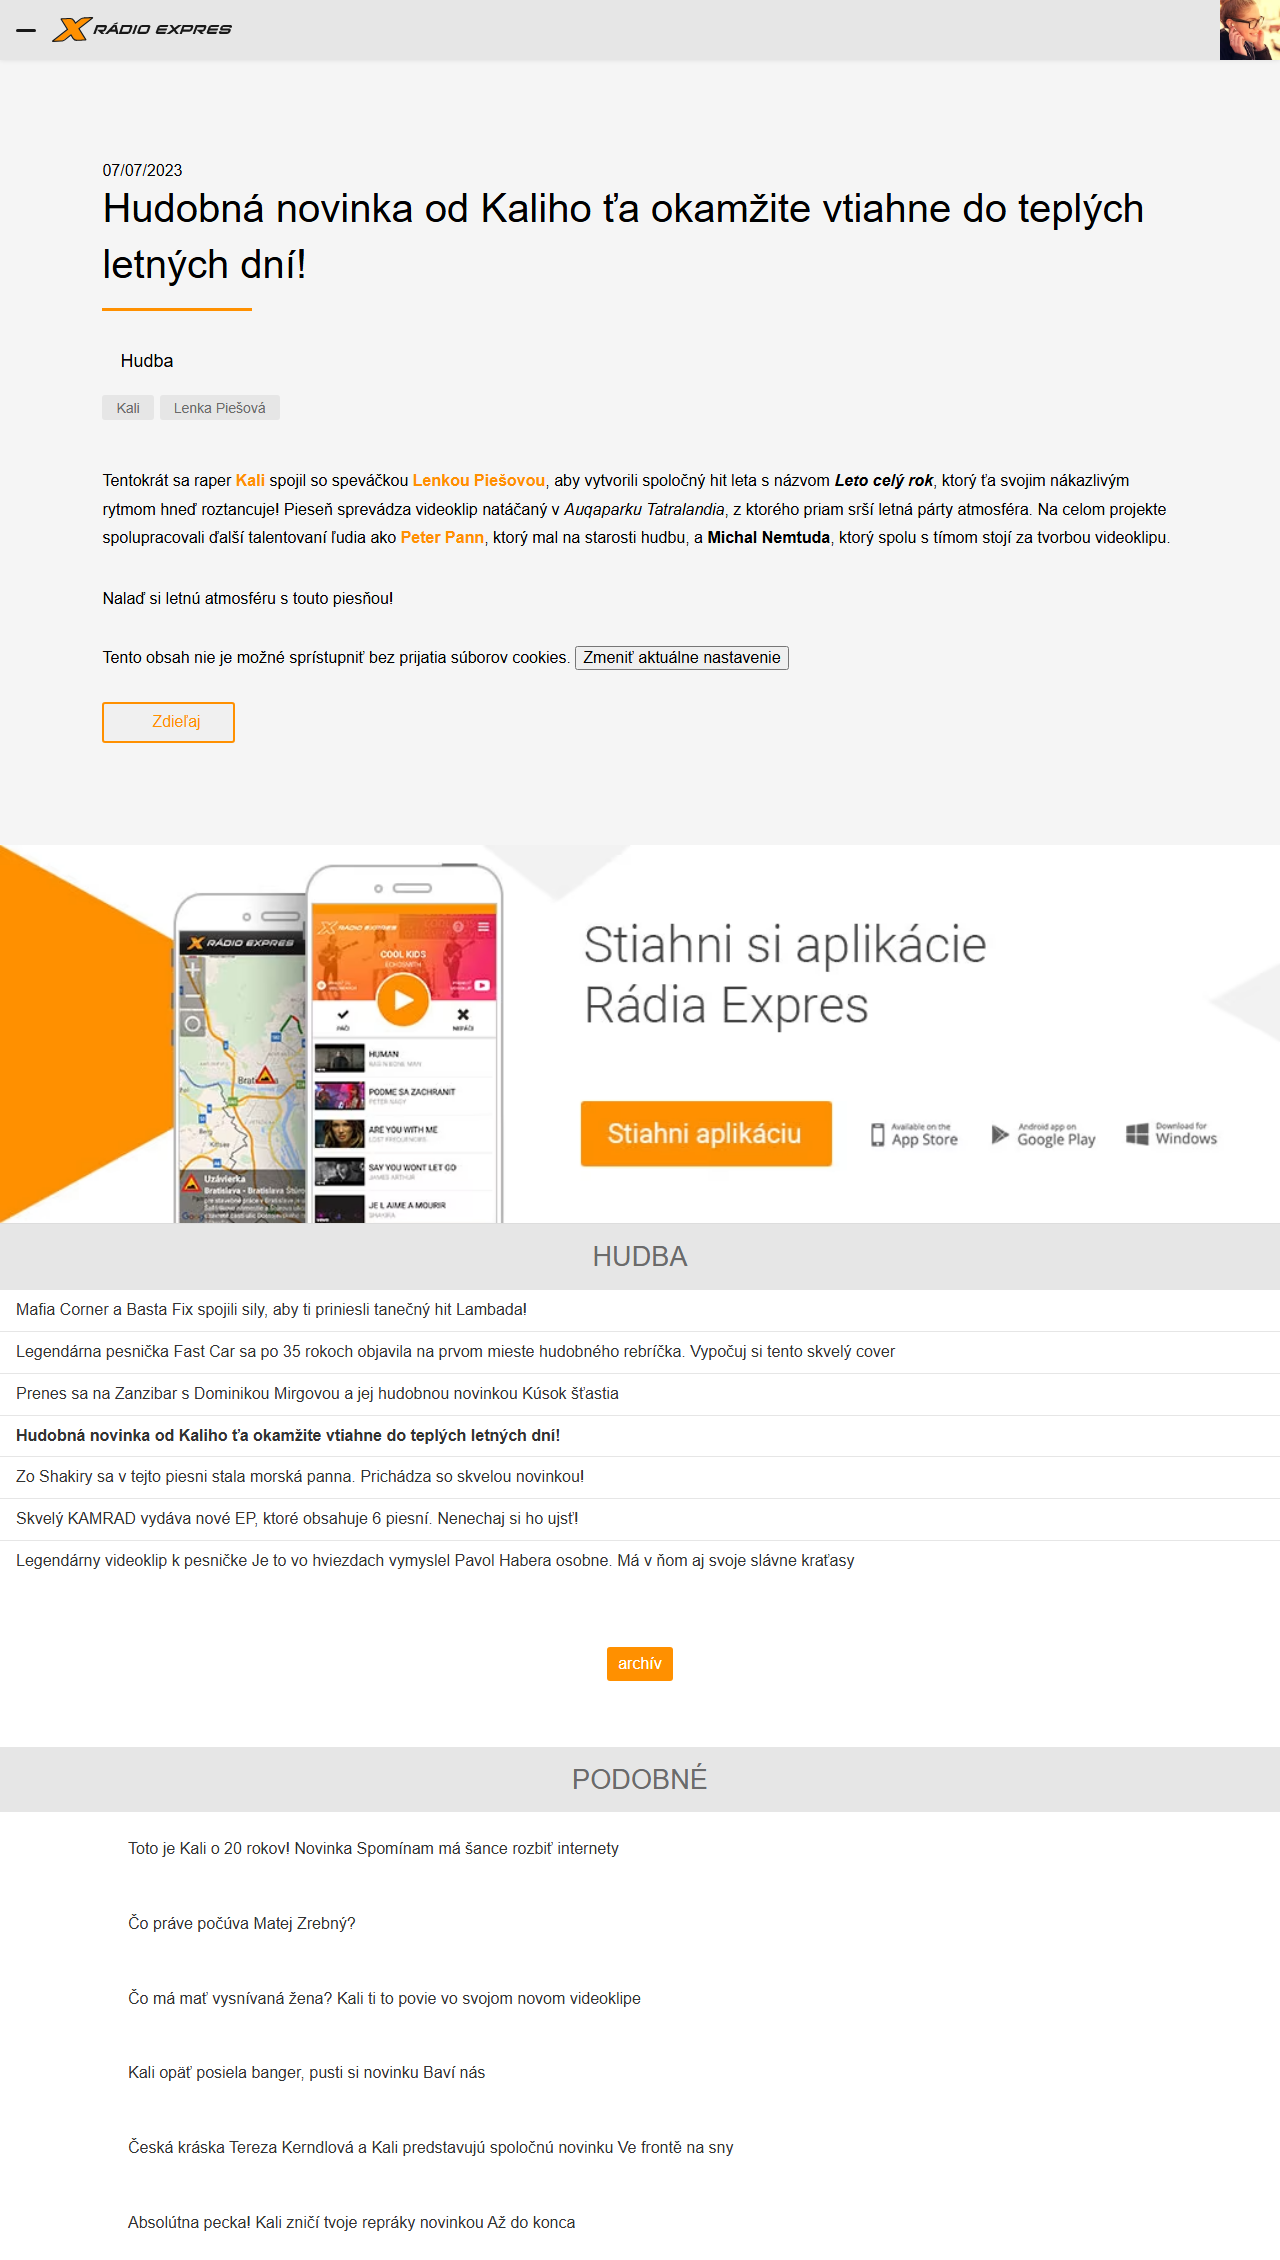 RÁDIO EXPRES
07/07/2023
Hudobná novinka od Kaliho ťa okamžite vtiahne do teplých
letných dní!
Hudba
Kali
Lenka Piešová
Tentokrát sa raper Kali spojil so speváčkou Lenkou Piešovou, aby vytvorili spoločný hit leta s názvom Leto celý rok, ktorý ťa svojim nákazlivým
rytmom hneď roztancuje! Pieseň sprevádza videoklip natáčaný v Auqaparku Tatralandia, z ktorého priam srší letná párty atmosféra. Na celom projekte
spolupracovali ďalší talentovaní ľudia ako Peter Pann, ktorý mal na starosti hudbu, a Michal Nemtuda, ktorý spolu s tímom stojí za tvorbou videoklipu.
Nalaď si letnú atmosféru s touto piesňou!
Tento obsah nie je možné sprístupniť bez prijatia súborov cookies. Zmeniť aktuálne nastavenie
Zdieľaj
RÁDIO EXPRES
COOL KIDS
ECHOSMITH
PÁČI
NEPÁČI
HUMAN
PODME SA ZACHRANIT
PETER NAGY
ARE YOU WITH ME
LOST FREQUENCIES
SAY YOU WONT LET GO
JAMES ARTHUR
JE L AIME A MOURIR
SHAKIRA
Uzávierka
Stiahni si aplikácie
Rádia Expres
Stiahni aplikáciu
Available on the
App Store
Android app on
Google Play
Download for
Windows
HUDBA
Mafia Corner a Basta Fix spojili sily, aby ti priniesli tanečný hit Lambada!
Legendárna pesnička Fast Car sa po 35 rokoch objavila na prvom mieste hudobného rebríčka. Vypočuj si tento skvelý cover
Prenes sa na Zanzibar s Dominikou Mirgovou a jej hudobnou novinkou Kúsok šťastia
Hudobná novinka od Kaliho ťa okamžite vtiahne do teplých letných dní!
Zo Shakiry sa v tejto piesni stala morská panna. Prichádza so skvelou novinkou!
Skvelý KAMRAD vydáva nové EP, ktoré obsahuje 6 piesní. Nenechaj si ho ujsť!
Legendárny videoklip k pesničke Je to vo hviezdach vymyslel Pavol Habera osobne. Má v ňom aj svoje slávne kraťasy
archív
PODOBNÉ
Toto je Kali o 20 rokov! Novinka Spomínam má šance rozbiť internety
Čo práve počúva Matej Zrebný?
Čo má mať vysnívaná žena? Kali ti to povie vo svojom novom videoklipe
Kali opäť posiela banger, pusti si novinku Baví nás
Česká kráska Tereza Kerndlová a Kali predstavujú spoločnú novinku Ve frontě na sny
Absolútna pecka! Kali zničí tvoje repráky novinkou Až do konca